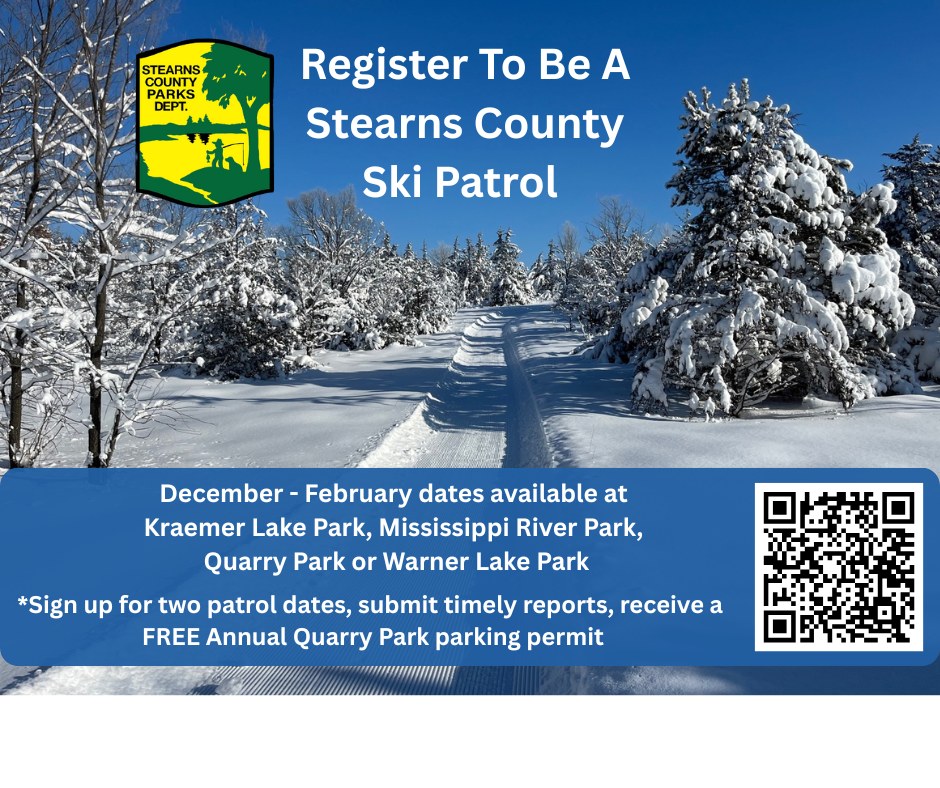 STEARNS
COUNTY
PARKS
DEPT.
Register To Be A
Stearns County
Ski Patrol
December - February dates available at
Kraemer Lake Park, Mississippi River Park,
Quarry Park or Warner Lake Park
*Sign up for two patrol dates, submit timely reports, receive a
FREE Annual Quarry Park parking permit